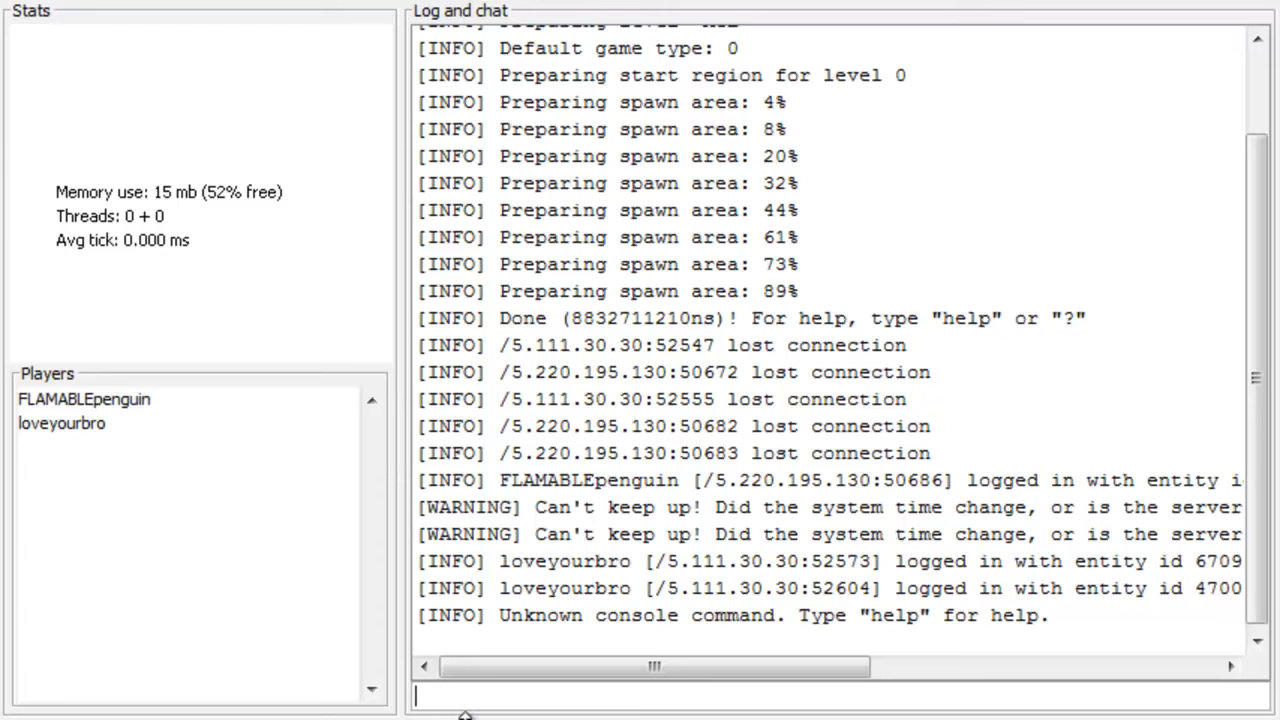 Stats
Memory use: 15 mb (52% free)
Threads: 0 + 0
Avg tick: 0.000 ms
Players
FLAMABLEpenguin
loveyourbro
Log and chat
[INFO] Default game type: 0
[INFO] Preparing start region for level 0
[INFO] Preparing spawn area: 4%
[INFO] Preparing spawn area: 8%
[INFO] Preparing spawn area: 20%
[INFO] Preparing spawn area: 32%
[INFO] Preparing spawn area: 44%
[INFO] Preparing spawn area: 61%
[INFO] Preparing spawn area: 73%
[INFO] Preparing spawn area: 89%
[INFO] Done (8832711210ns)! For help, type "help" or "?"
[INFO] /5.111.30.30:52547 lost connection
[INFO] /5.220.195.130:50672 lost connection
[INFO] /5.111.30.30:52555 lost connection
[INFO] /5.220.195.130:50682 lost connection
[INFO] /5.220.195.130:50683 lost connection
[INFO] FLAMABLEpenguin [/5.220.195.130:50686] logged in with entity i
[WARNING] Can't keep up! Did the system time change, or is the server
[WARNING] Can't keep up! Did the system time change, or is the server
[INFO] loveyourbro [/5.111.30.30:52573] logged in with entity id 6709
[INFO] loveyourbro [/5.111.30.30:52604] logged in with entity id 4700
[INFO] Unknown console command. Type "help" for help.